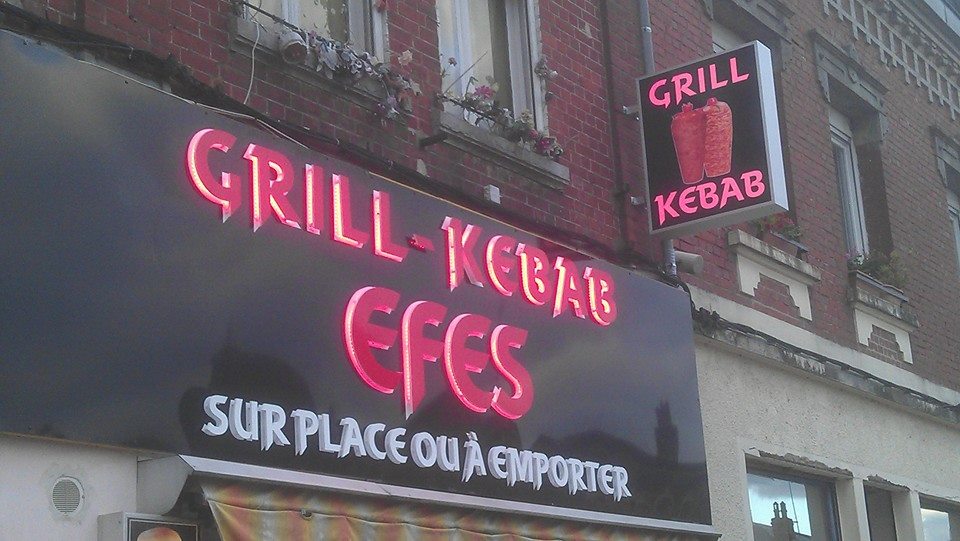 GRILL - KEBAB
EFES
SUR PLACE OU À EMPORTER
GRILL
KEBAB